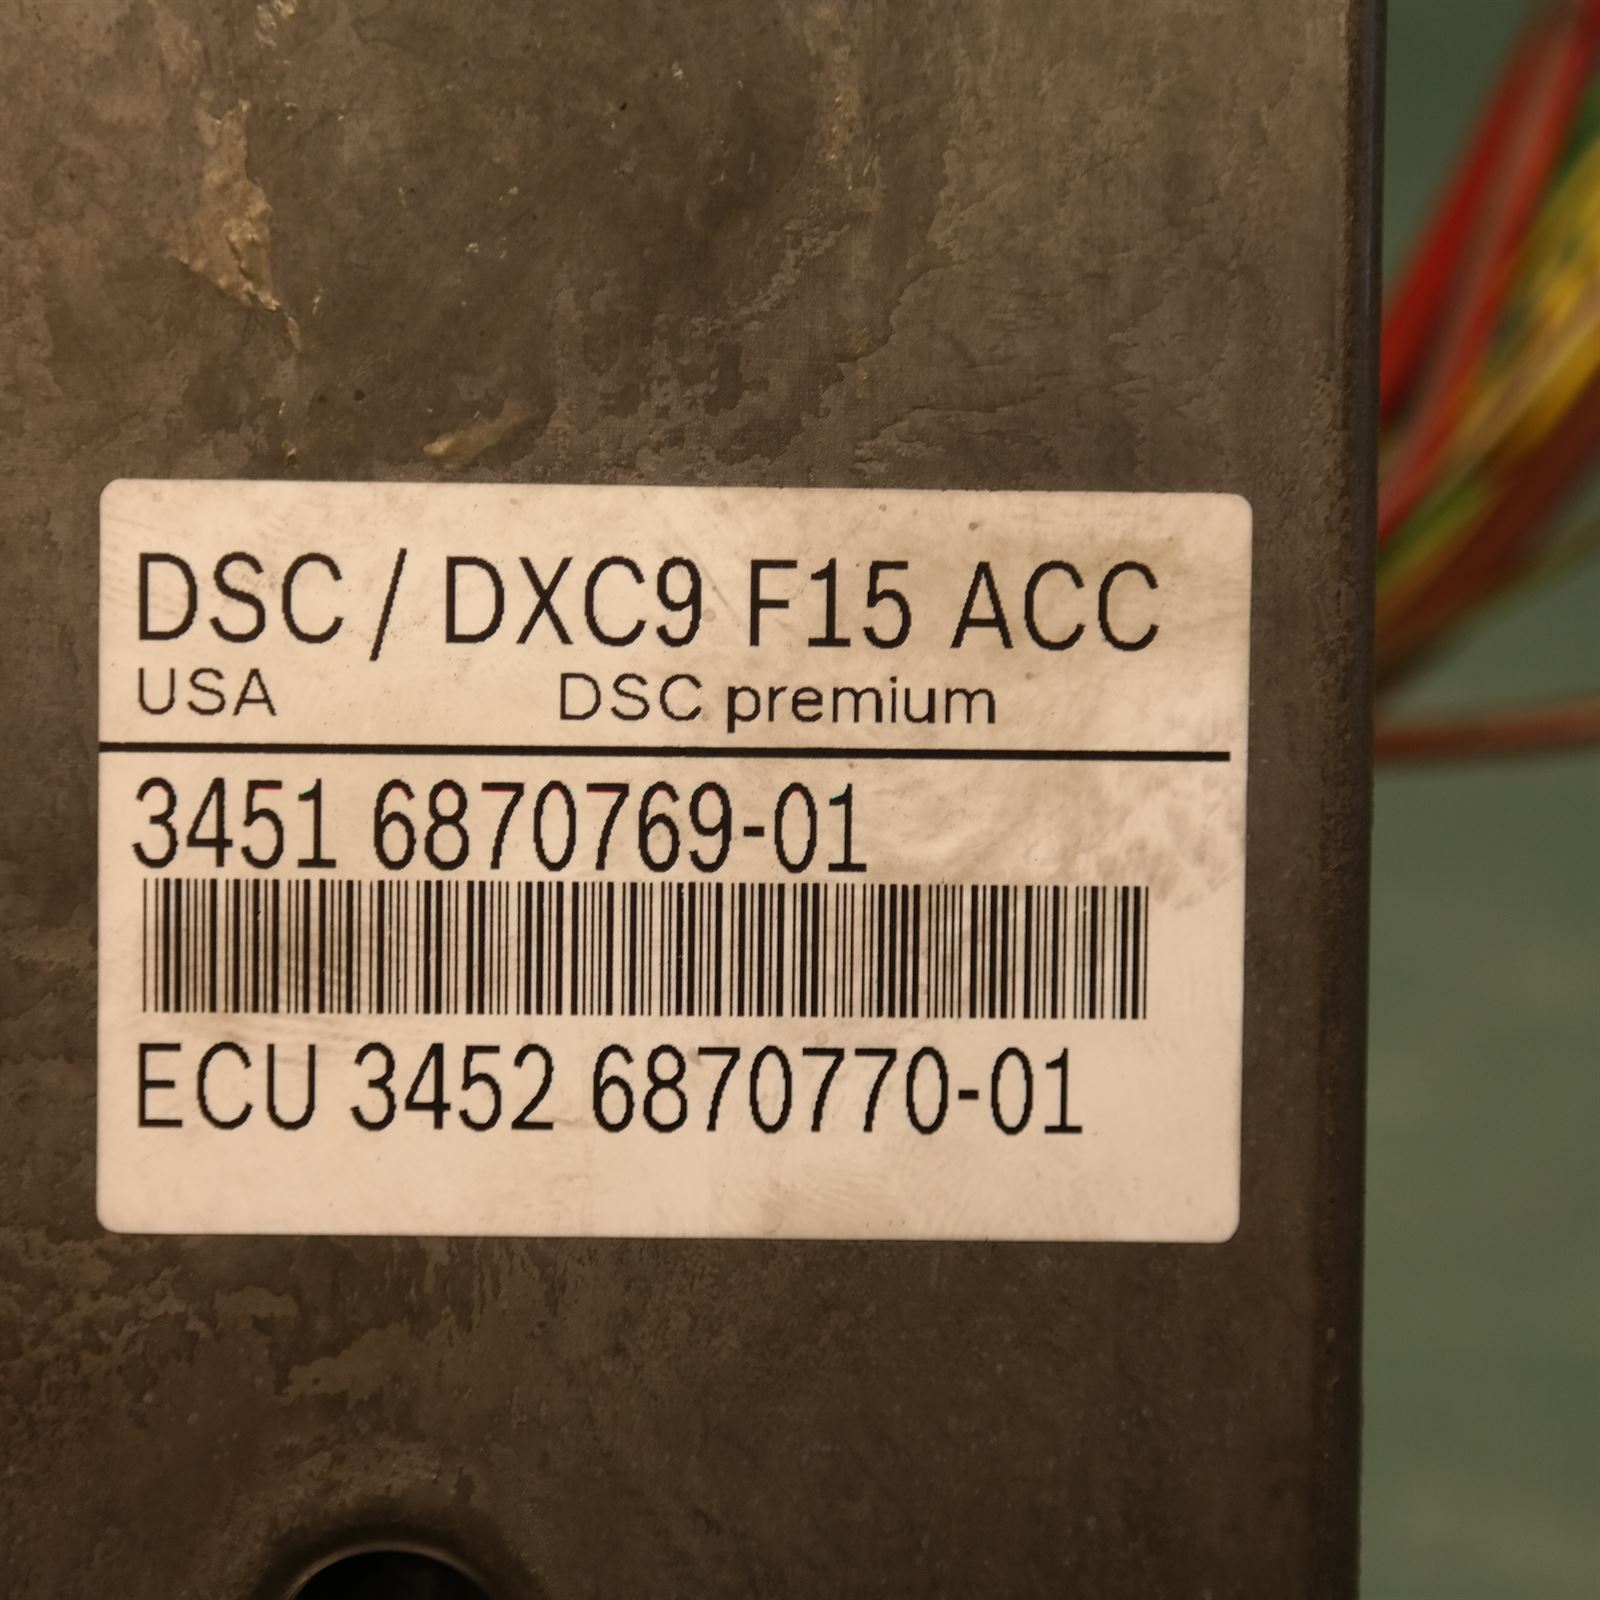 DSC / DXC9 F15 ACC
USA DSC premium
3451 6870769-01
ECU 3452 6870770-01